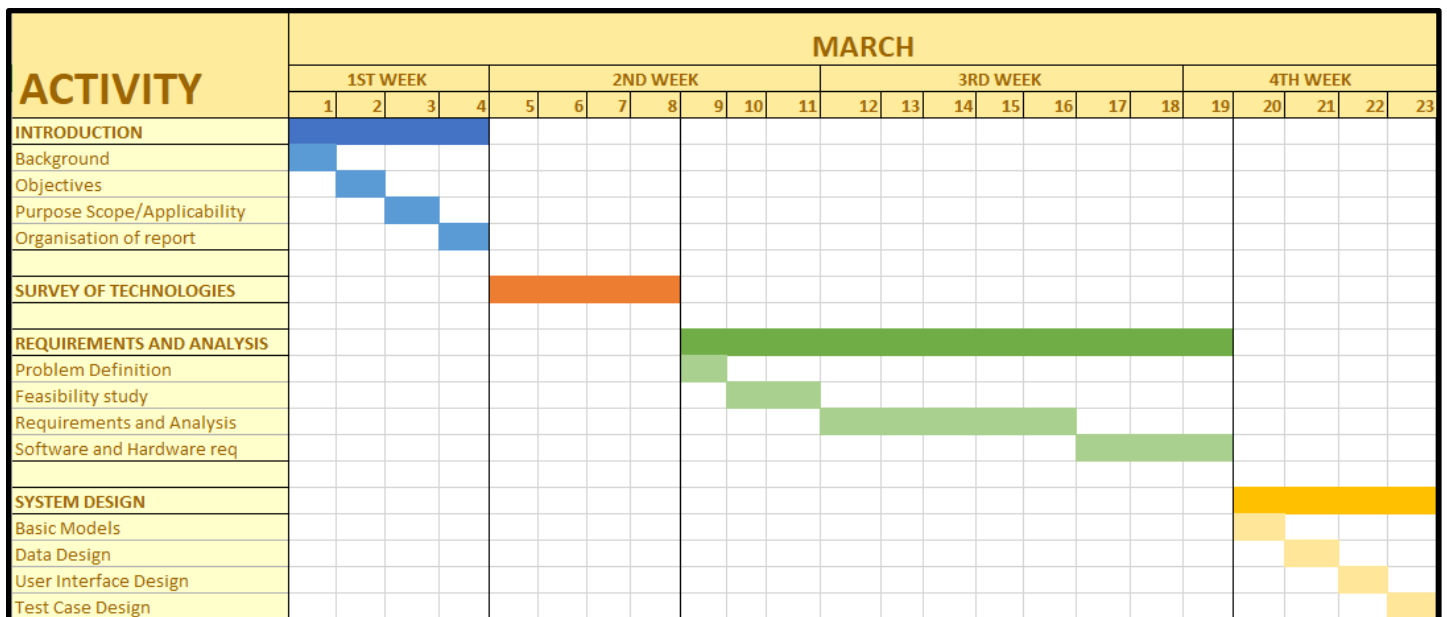 MARCH
ACTIVITY
1ST WEEK 2ND WEEK 3RD WEEK 4TH WEEK
1 2 3 4 5 6 7 8 9 10 11 12 13 14 15 16 17 18 19 20 21 22 23
INTRODUCTION
Background
Objectives
Purpose Scope/Applicability
Organisation of report
SURVEY OF TECHNOLOGIES
REQUIREMENTS AND ANALYSIS
Problem Definition
Feasibility study
Requirements and Analysis
Software and Hardware req
SYSTEM DESIGN
Basic Models
Data Design
User Interface Design
Test Case Design